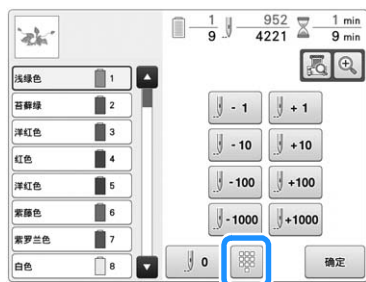 1 9 952 4221 1 min 9 min
浅绿色 1
苔藓绿 2
洋红色 3
红色 4
洋红色 5
紫藤色 6
紫罗兰色 7
白色 8
- 1 + 1
- 10 +10
- 100 +100
- 1000 +1000
0 确定